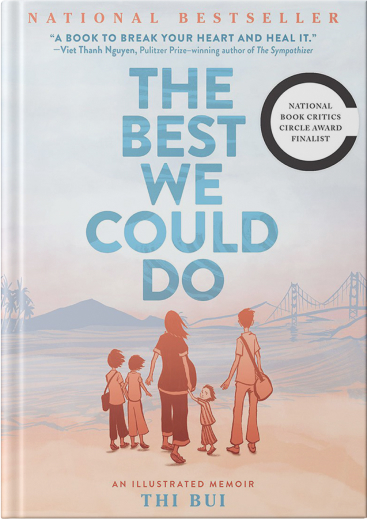 NATIONAL BESTSELLER
"A BOOK TO BREAK YOUR HEART AND HEAL IT."
—Viet Thanh Nguyen, Pulitzer Prize–winning author of The Sympathizer
THE
BEST
WE
COULD
DO
NATIONAL
BOOK CRITICS
CIRCLE AWARD
FINALIST
AN ILLUSTRATED MEMOIR
THI BUI